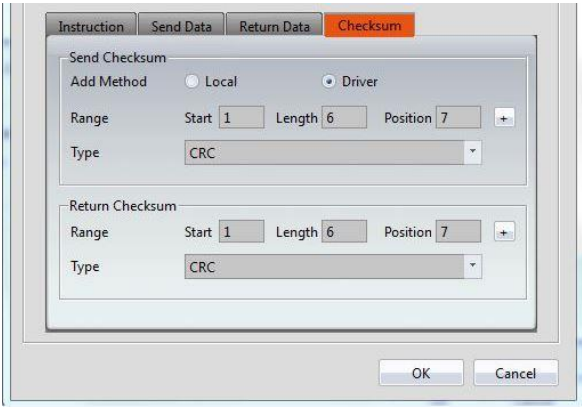 Instruction Send Data Return Data Checksum
Send Checksum
Add Method Local Driver
Range Start 1 Length 6 Position 7 +
Type CRC
Return Checksum
Range Start 1 Length 6 Position 7 +
Type CRC
OK Cancel